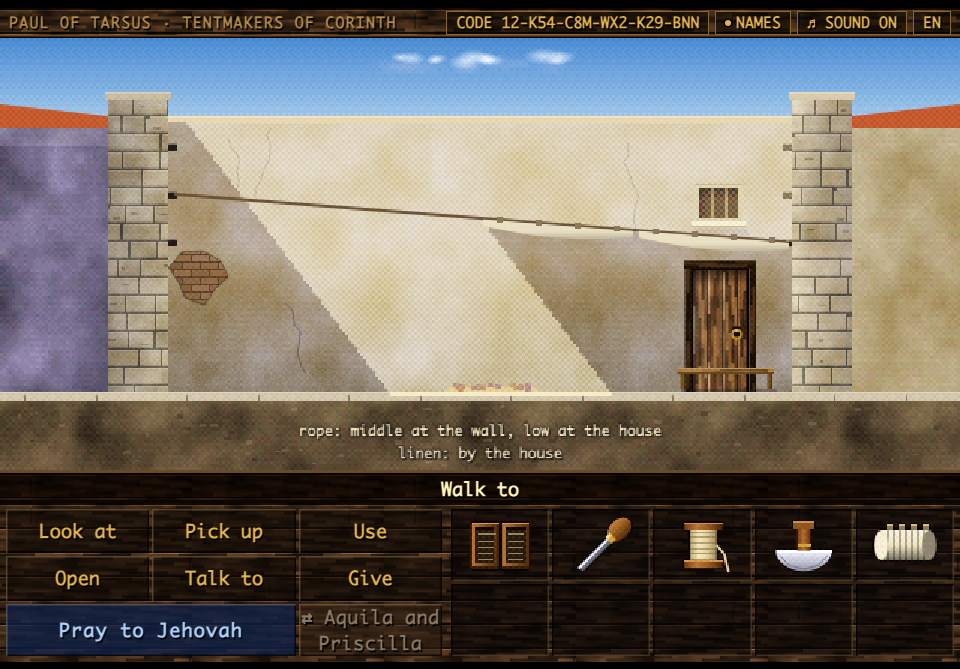 PAUL OF TARSUS · TENTMAKERS OF CORINTH
CODE 12-K54-C8M-WX2-K29-BNN
● NAMES
♬ SOUND ON
EN
rope: middle at the wall, low at the house
linen: by the house
Walk to
Look at
Pick up
Use
Open
Talk to
Give
Pray to Jehovah
⇄ Aquila and
Priscilla